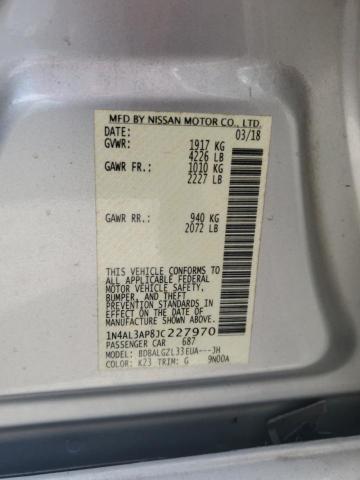 MFD BY NISSAN MOTOR CO., LTD.
DATE: 03/18
GVWR: 1917 KG
4226 LB
GAWR FR.: 1010 KG
2227 LB
GAWR RR. 940 KG
2072 LB
THIS VEHICLE CONFORMS TO
ALL APPLICABLE FEDERAL
MOTOR VEHICLE SAFETY,
BUMPER, AND THEFT
PREVENTION STANDARDS
IN EFFECT ON THE DATE OF
MANUFACTURE SHOWN ABOVE.
1N4AL3AP8JC227970
PASSENGER CAR 687
MODEL: BDBALGZL33EUA---JH
COLOR: K23 TRIM: G 9N00A